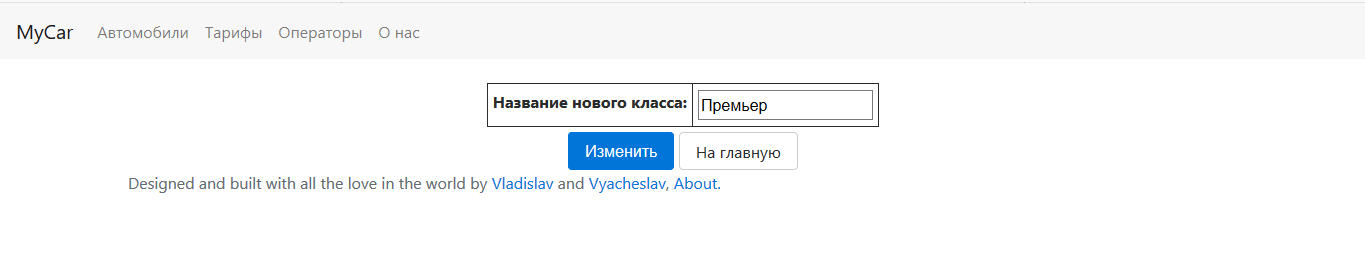 MyCar Автомобили Тарифы Операторы О нас
Название нового класса: Премьер
Изменить На главную
Designed and built with all the love in the world by Vladislav and Vyacheslav, About.